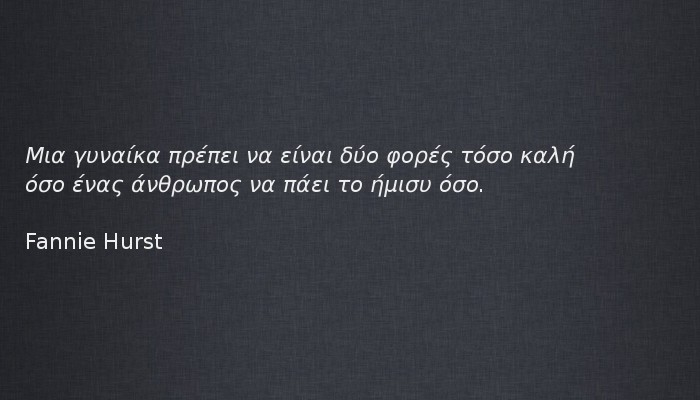 Μια γυναίκα πρέπει να είναι δύο φορές τόσο καλή
όσο ένας άνθρωπος να πάει το ήμισυ όσο.
Fannie Hurst